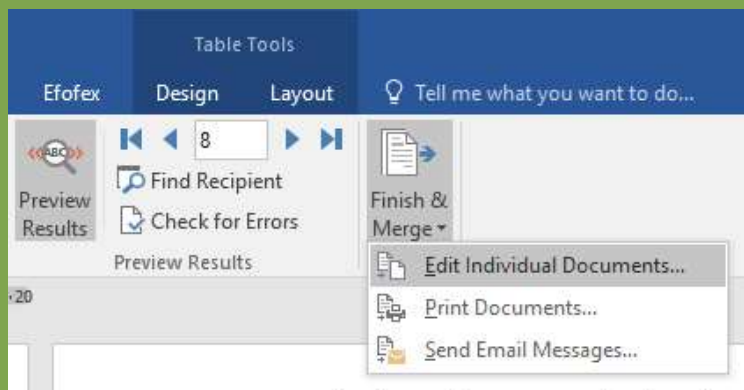 Table Tools
Efofex Design Layout Tell me what you want to do...
«ABC»
8
Find Recipient
Check for Errors
Preview
Results
Preview Results
Finish &
Merge
Edit Individual Documents...
Print Documents...
Send Email Messages...
20